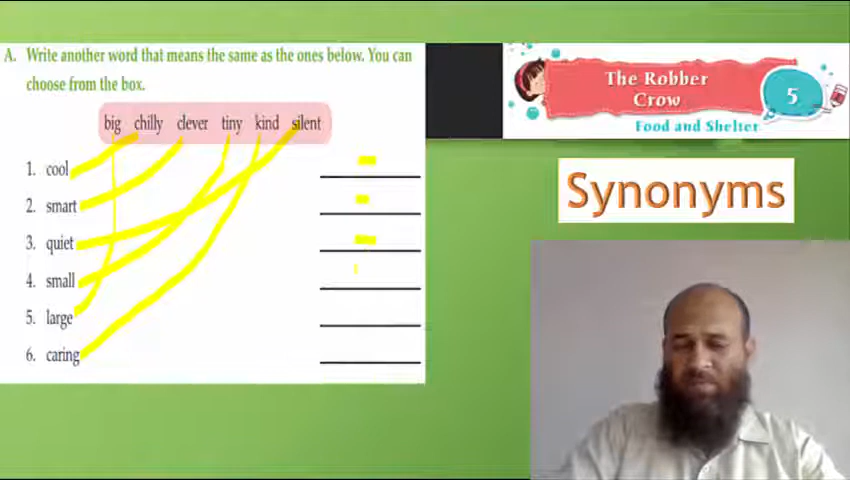 A. Write another word that means the same as the ones below. You can
choose from the box.
big chilly clever tiny kind silent
1. cool
2. smart
3. quiet
4. small
5. large
6. caring
The Robber
Crow
5
Food and Shelter
Synonyms